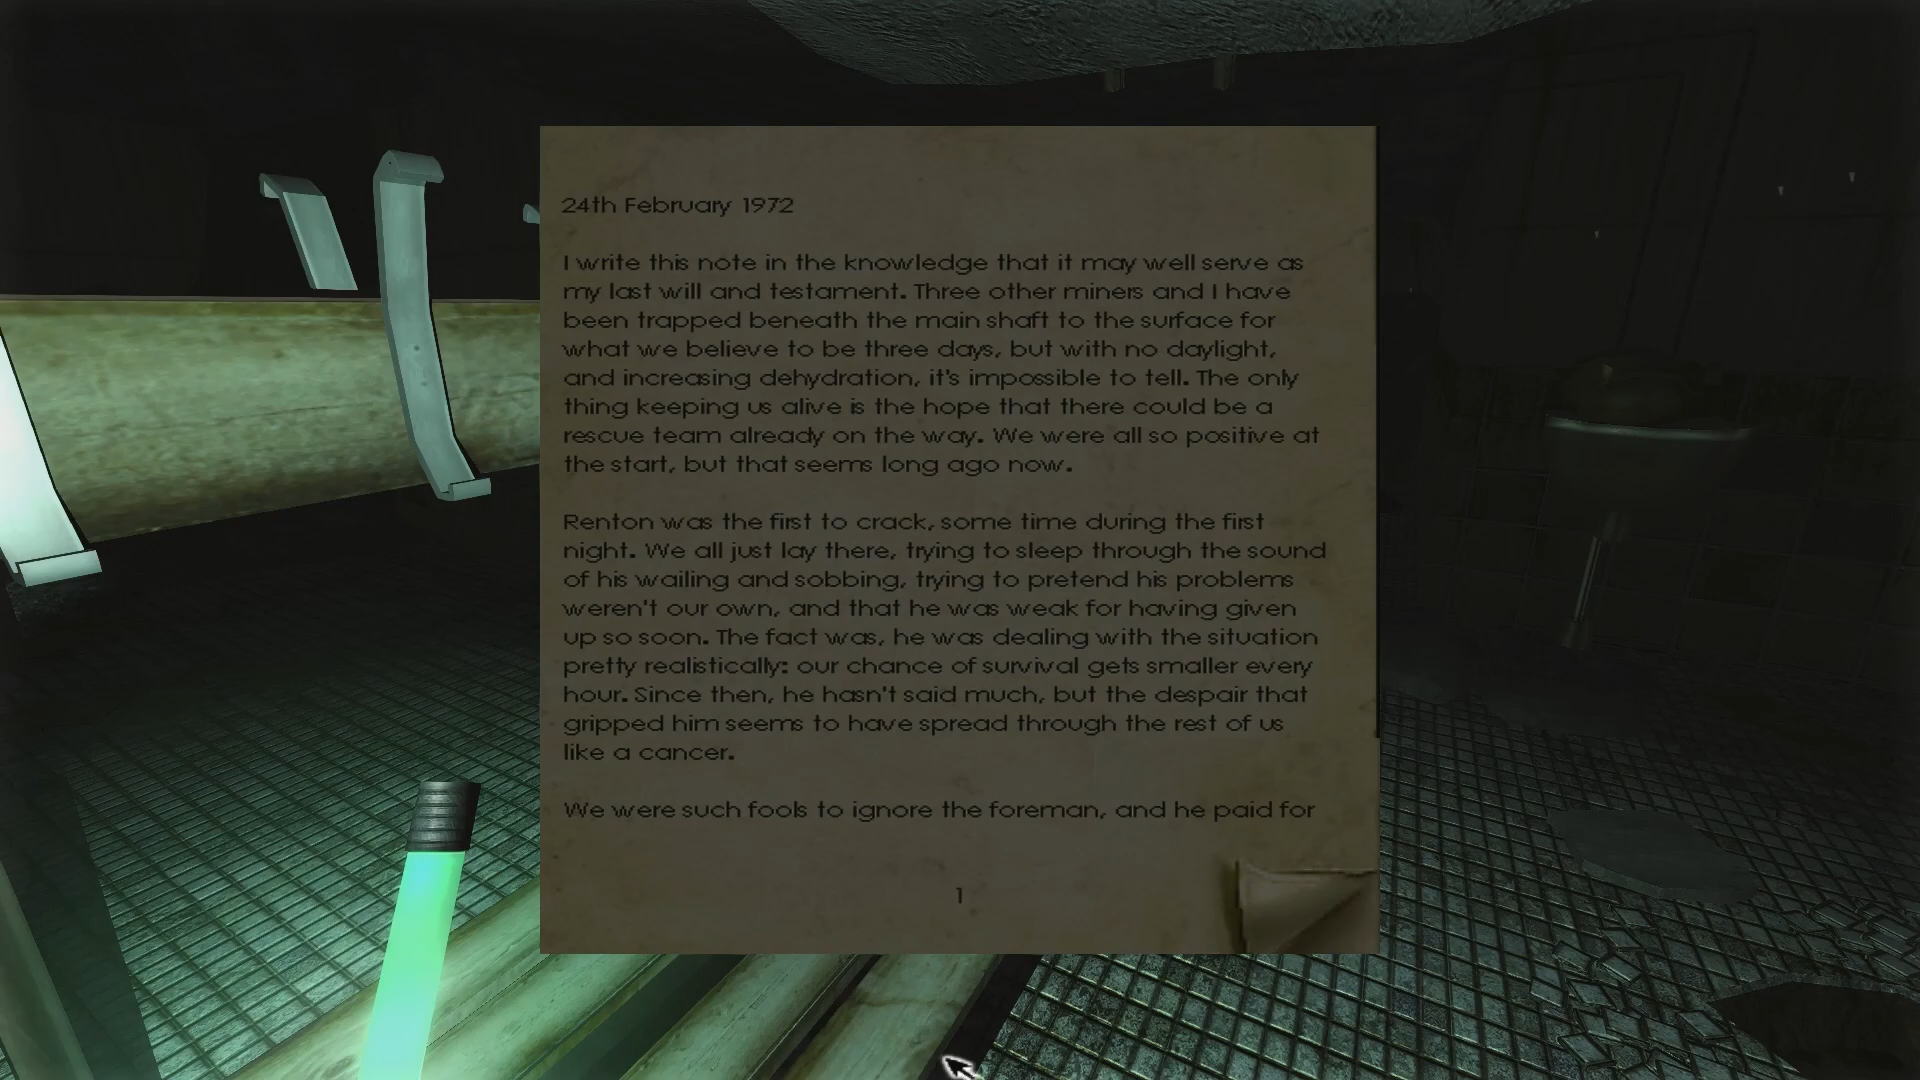 24th February 1972
I write this note in the knowledge that it may well serve as
my last will and testament. Three other miners and I have
been trapped beneath the main shaft to the surface for
what we believe to be three days, but with no daylight,
and increasing dehydration, it's impossible to tell. The only
thing keeping us alive is the hope that there could be a
rescue team already on the way. We were all so positive at
the start, but that seems long ago now.
Renton was the first to crack, some time during the first
night. We all just lay there, trying to sleep through the sound
of his wailing and sobbing, trying to pretend his problems
weren't our own, and that he was weak for having given
up so soon. The fact was, he was dealing with the situation
pretty realistically: our chance of survival gets smaller every
hour. Since then, he hasn't said much, but the despair that
gripped him seems to have spread through the rest of us
like a cancer.
We were such fools to ignore the foreman, and he paid for
1